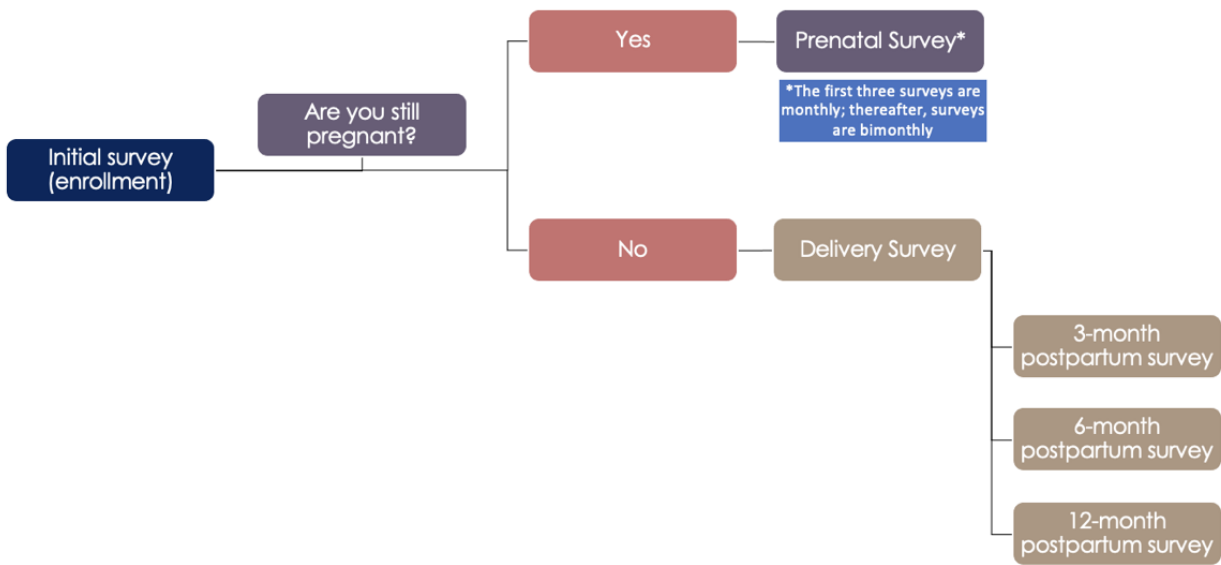 Initial survey
(enrollment)
Are you still
pregnant?
Yes
Prenatal Survey*
*The first three surveys are
monthly; thereafter, surveys
are bimonthly
No
Delivery Survey
3-month
postpartum survey
6-month
postpartum survey
12-month
postpartum survey